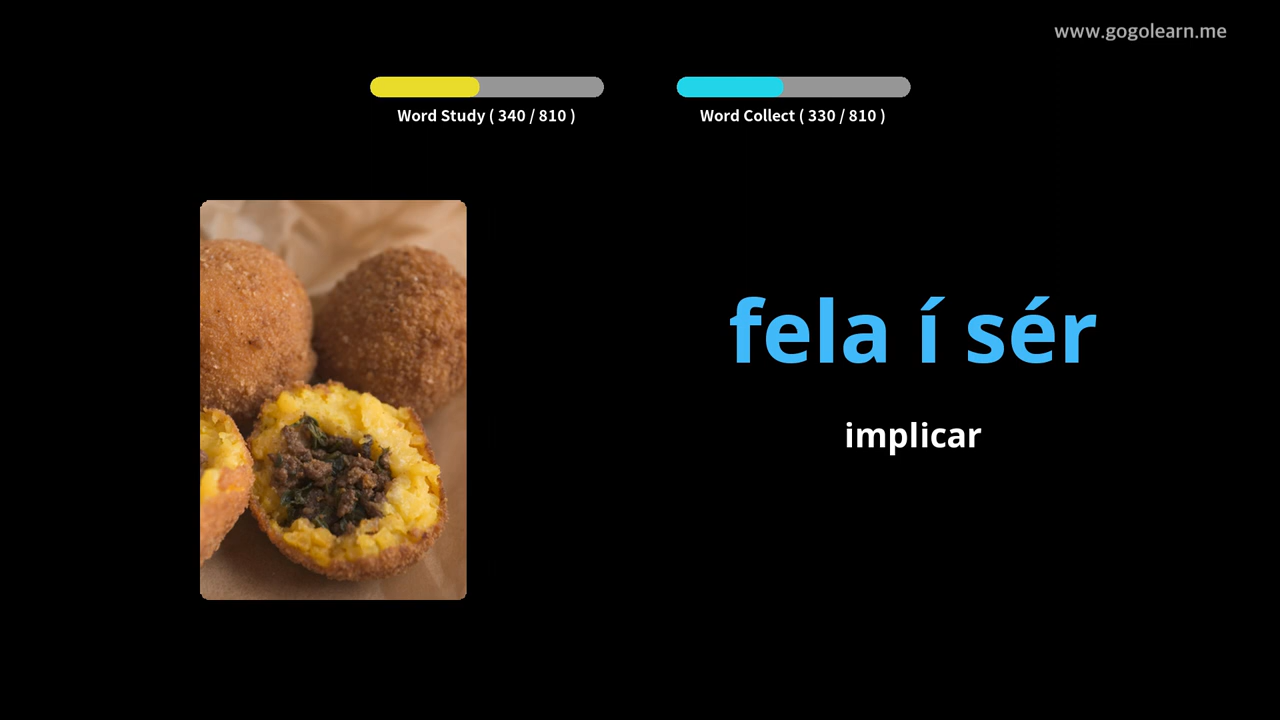 www.gogolearn.me
Word Study ( 340 / 810 )
Word Collect ( 330 / 810 )
fela í sér
implicar